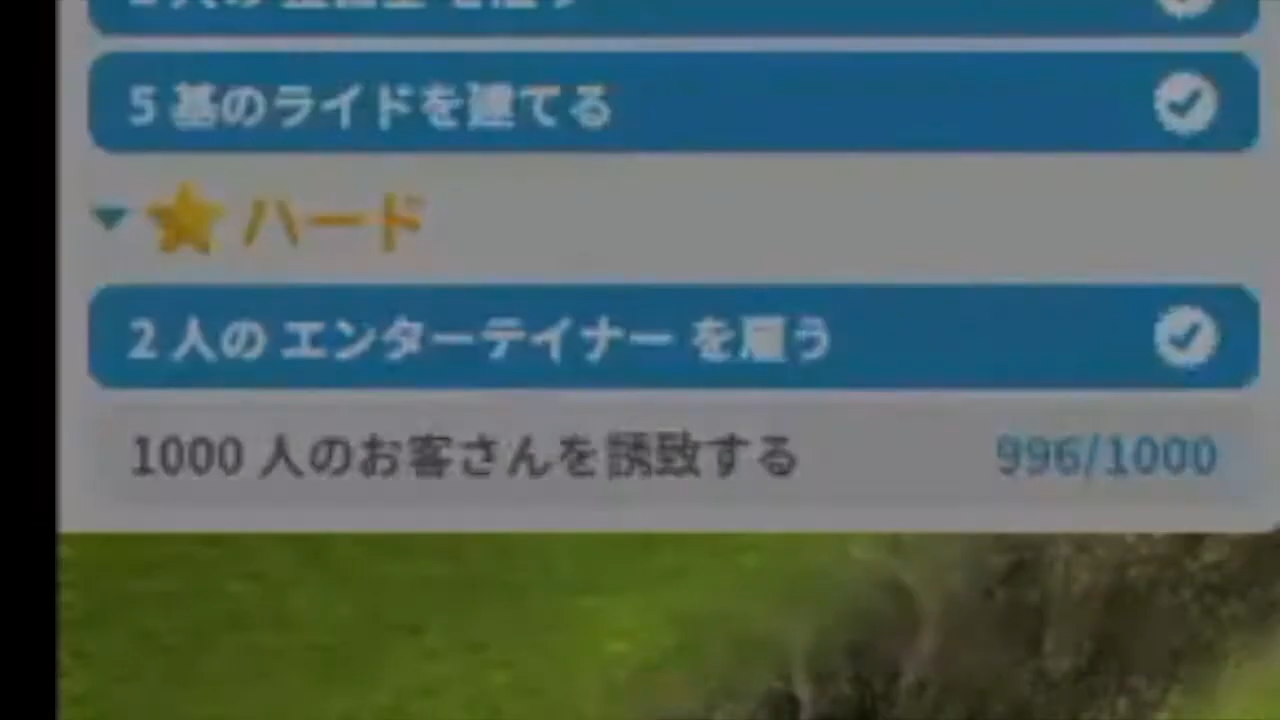 5 基のライドを建てる
ハード
2 人の エンターテイナー を雇う
1000 人のお客さんを誘致する 996/1000